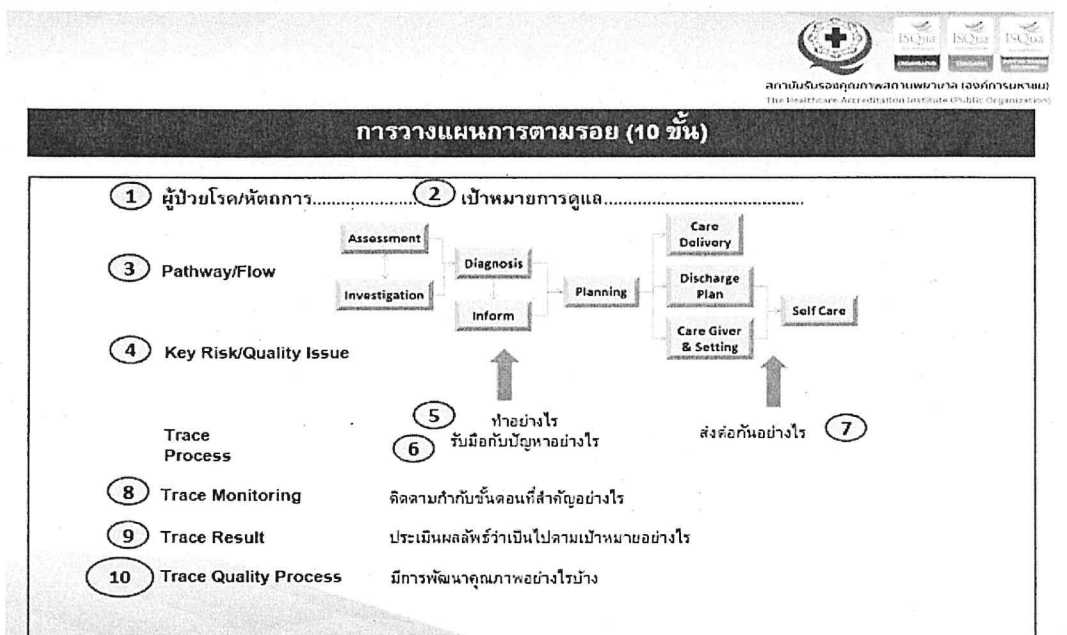 ISQua ISQua ISQua
สถาบันรับรองคุณภาพสถานพยาบาล (องค์การมหาชน)
The Healthcare Accreditation Institute (Public Organization)
การวางแผนการตามรอย (10 ขั้น)
1 ผู้ป่วยโรค/หัตถการ.................... 2 เป้าหมายการดูแล........................................
3 Pathway/Flow
Assessment
Investigation
Diagnosis
Inform
Planning
Care
Delivery
Discharge
Plan
Care Giver
& Setting
Self Care
4 Key Risk/Quality Issue
Trace
Process
5 ทำอย่างไร
6 รับมือกับปัญหาอย่างไร
ส่งต่อกันอย่างไร 7
8 Trace Monitoring ติดตามกำกับขั้นตอนที่สำคัญอย่างไร
9 Trace Result ประเมินผลลัพธ์ว่าเป็นไปตามเป้าหมายอย่างไร
10 Trace Quality Process มีการพัฒนาคุณภาพอย่างไรบ้าง